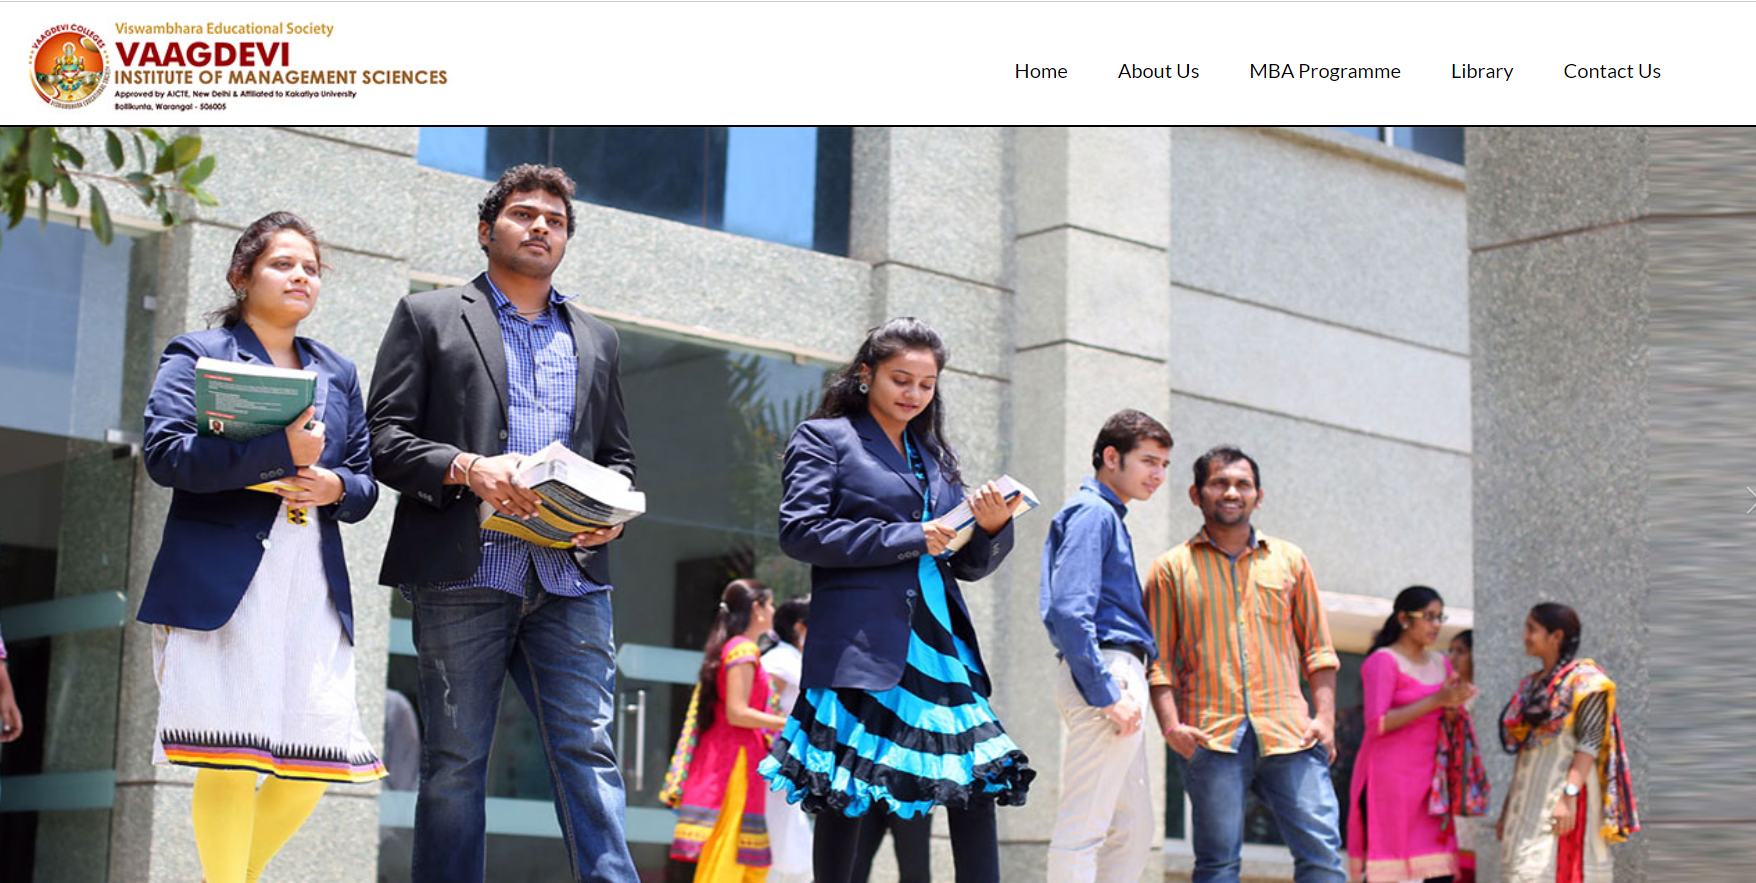 Viswambhara Educational Society
VAAGDEVI
INSTITUTE OF MANAGEMENT SCIENCES
Approved by AICTE, New Delhi & Affiliated to Kakatiya University
Bollikunta, Warangal - 506005
VAAGDEVI COLLEGES
Home
About Us
MBA Programme
Library
Contact Us